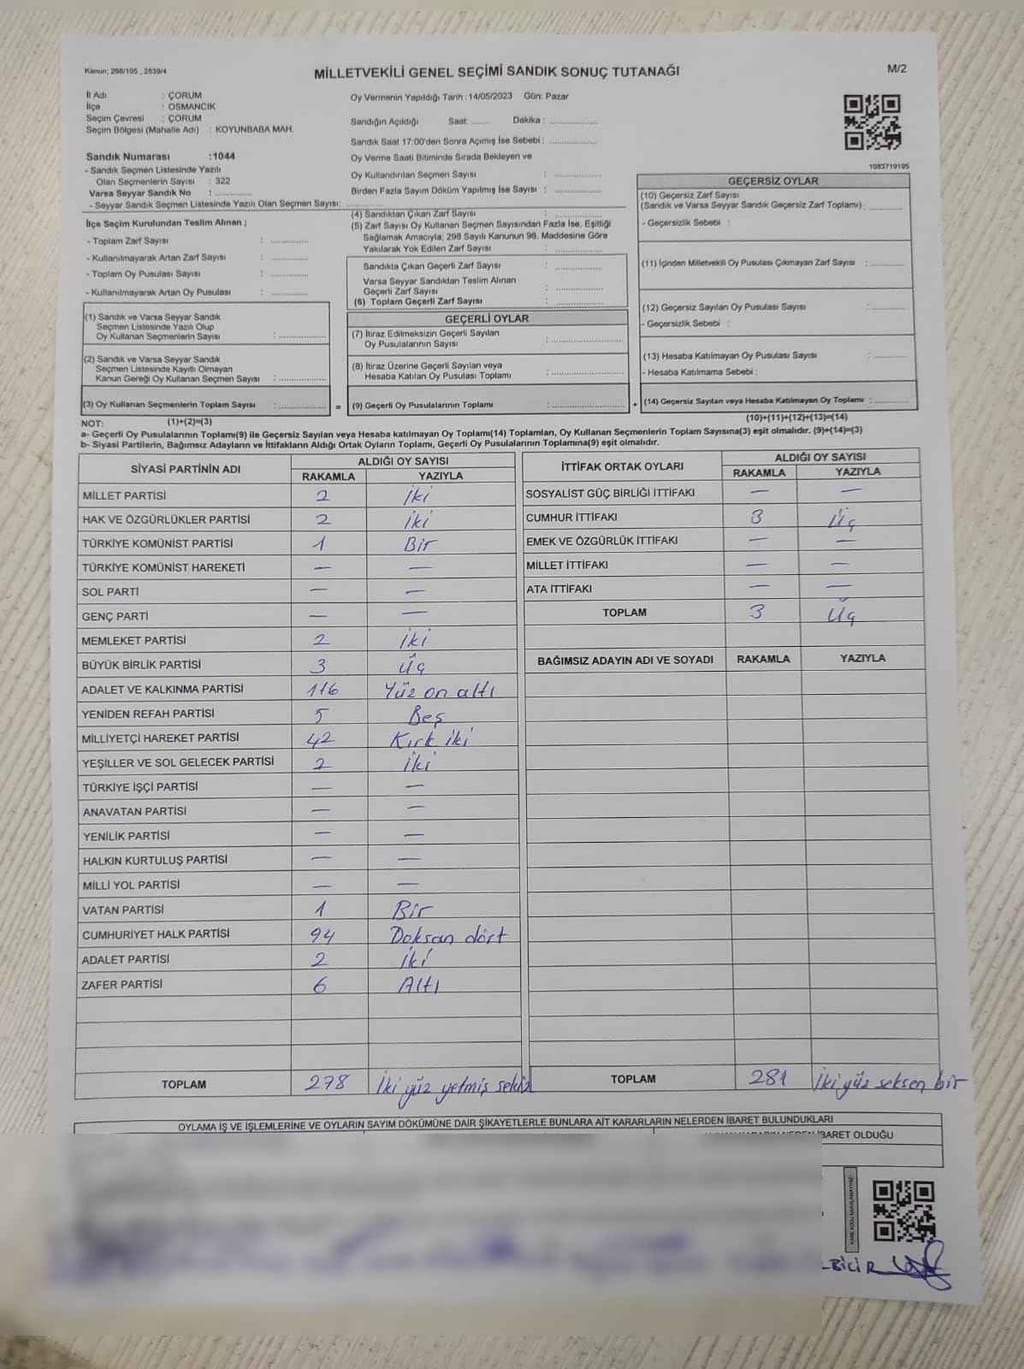 Kanun; 298/105 , 2839/4
MİLLETVEKİLİ GENEL SEÇİMİ SANDIK SONUÇ TUTANAĞI
M/2
İl Adı : ÇORUM
İlçe : OSMANCIK
Seçim Çevresi : ÇORUM
Seçim Bölgesi (Mahalle Adı) : KOYUNBABA MAH.
Sandık Numarası :1044
- Sandık Seçmen Listesinde Yazılı
Olan Seçmenlerin Sayısı : 322
Varsa Seyyar Sandık No :
- Seyyar Sandık Seçmen Listesinde Yazılı Olan Seçmen Sayısı:
Oy Vermenin Yapıldığı Tarih :14/05/2023 Gün: Pazar
Sandığın Açıldığı Saat: Dakika :
Sandık Saat 17:00'den Sonra Açımış İse Sebebi :
Oy Verme Saati Bitiminde Sırada Bekleyen ve
Oy Kullandırılan Seçmen Sayısı :
Birden Fazla Sayım Döküm Yapılmış İse Sayısı :
1083719195
İlçe Seçim Kurulundan Teslim Alınan ;
- Toplam Zarf Sayısı :
- Kullanılmayarak Artan Zarf Sayısı :
- Toplam Oy Pusulası Sayısı :
- Kullanılmayarak Artan Oy Pusulası :
(1) Sandık ve Varsa Seyyar Sandık
Seçmen Listesinde Yazılı Olup
Oy Kullanan Seçmenlerin Sayısı :
(2) Sandık ve Varsa Seyyar Sandık
Seçmen Listesinde Kayıtlı Olmayan
Kanun Gereği Oy Kullanan Seçmen Sayısı :
(3) Oy Kullanan Seçmenlerin Toplam Sayısı : =
(4) Sandıktan Çıkan Zarf Sayısı :
(5) Zarf Sayısı Oy Kullanan Seçmen Sayısından Fazla İse, Eşitliği
Sağlamak Amacıyla; 298 Sayılı Kanunun 98. Maddesine Göre
Yakılarak Yok Edilen Zarf Sayısı :
Sandıkta Çıkan Geçerli Zarf Sayısı :
Varsa Seyyar Sandıktan Teslim Alınan
Geçerli Zarf Sayısı :
(6) Toplam Geçerli Zarf Sayısı :
GEÇERLİ OYLAR
(7) İtiraz Edilmeksizin Geçerli Sayılan
Oy Pusulalarının Sayısı :
(8) İtiraz Üzerine Geçerli Sayılan veya
Hesaba Katılan Oy Pusulası Toplamı :
(9) Geçerli Oy Pusulalarının Toplamı : +
GEÇERSİZ OYLAR
(10) Geçersiz Zarf Sayısı
(Sandık ve Varsa Seyyar Sandık Geçersiz Zarf Toplamı) :
- Geçersizlik Sebebi :
(11) İçinden Milletvekili Oy Pusulası Çıkmayan Zarf Sayısı :
(12) Geçersiz Sayılan Oy Pusulası Sayısı :
- Geçersizlik Sebebi :
(13) Hesaba Katılmayan Oy Pusulası Sayısı :
- Hesaba Katılmama Sebebi :
(14) Geçersiz Sayılan veya Hesaba Katılmayan Oy Toplamı :
NOT: (1)+(2)=(3) (10)+(11)+(12)+(13)=(14)
a- Geçerli Oy Pusulalarının Toplamı(9) ile Geçersiz Sayılan veya Hesaba katılmayan Oy Toplamı(14) Toplamları, Oy Kullanan Seçmenlerin Toplam Sayısına(3) eşit olmalıdır. (9)+(14)=(3)
b- Siyasi Partilerin, Bağımsız Adayların ve İttifakların Aldığı Ortak Oyların Toplamı, Geçerli Oy Pusulalarının Toplamına(9) eşit olmalıdır.
SİYASİ PARTİNİN ADI ALDIĞI OY SAYISI
RAKAMLA YAZIYLA
MİLLET PARTİSİ 2 İki
HAK VE ÖZGÜRLÜKLER PARTİSİ 2 İki
TÜRKİYE KOMÜNİST PARTİSİ 1 Bir
TÜRKİYE KOMÜNİST HAREKETİ — —
SOL PARTİ — —
GENÇ PARTİ — —
MEMLEKET PARTİSİ 2 İki
BÜYÜK BİRLİK PARTİSİ 3 Üç
ADALET VE KALKINMA PARTİSİ 116 Yüz on altı
YENİDEN REFAH PARTİSİ 5 Beş
MİLLİYETÇİ HAREKET PARTİSİ 42 Kırk iki
YEŞİLLER VE SOL GELECEK PARTİSİ 2 İki
TÜRKİYE İŞÇİ PARTİSİ — —
ANAVATAN PARTİSİ — —
YENİLİK PARTİSİ — —
HALKIN KURTULUŞ PARTİSİ — —
MİLLİ YOL PARTİSİ — —
VATAN PARTİSİ 1 Bir
CUMHURİYET HALK PARTİSİ 94 Doksan dört
ADALET PARTİSİ 2 İki
ZAFER PARTİSİ 6 Altı
TOPLAM 278 İki yüz yetmiş sekiz
İTTİFAK ORTAK OYLARI ALDIĞI OY SAYISI
RAKAMLA YAZIYLA
SOSYALİST GÜÇ BİRLİĞİ İTTİFAKI — —
CUMHUR İTTİFAKI 3 Üç
EMEK VE ÖZGÜRLÜK İTTİFAKI — —
MİLLET İTTİFAKI — —
ATA İTTİFAKI — —
TOPLAM 3 Üç
BAĞIMSIZ ADAYIN ADI VE SOYADI RAKAMLA YAZIYLA
TOPLAM 281 İki yüz seksen bir
OYLAMA İŞ VE İŞLEMLERİNE VE OYLARIN SAYIM DÖKÜMÜNE DAİR ŞİKAYETLERLE BUNLARA AİT KARARLARIN NELERDEN İBARET BULUNDUKLARI
İBARET OLDUĞU
BİCİR